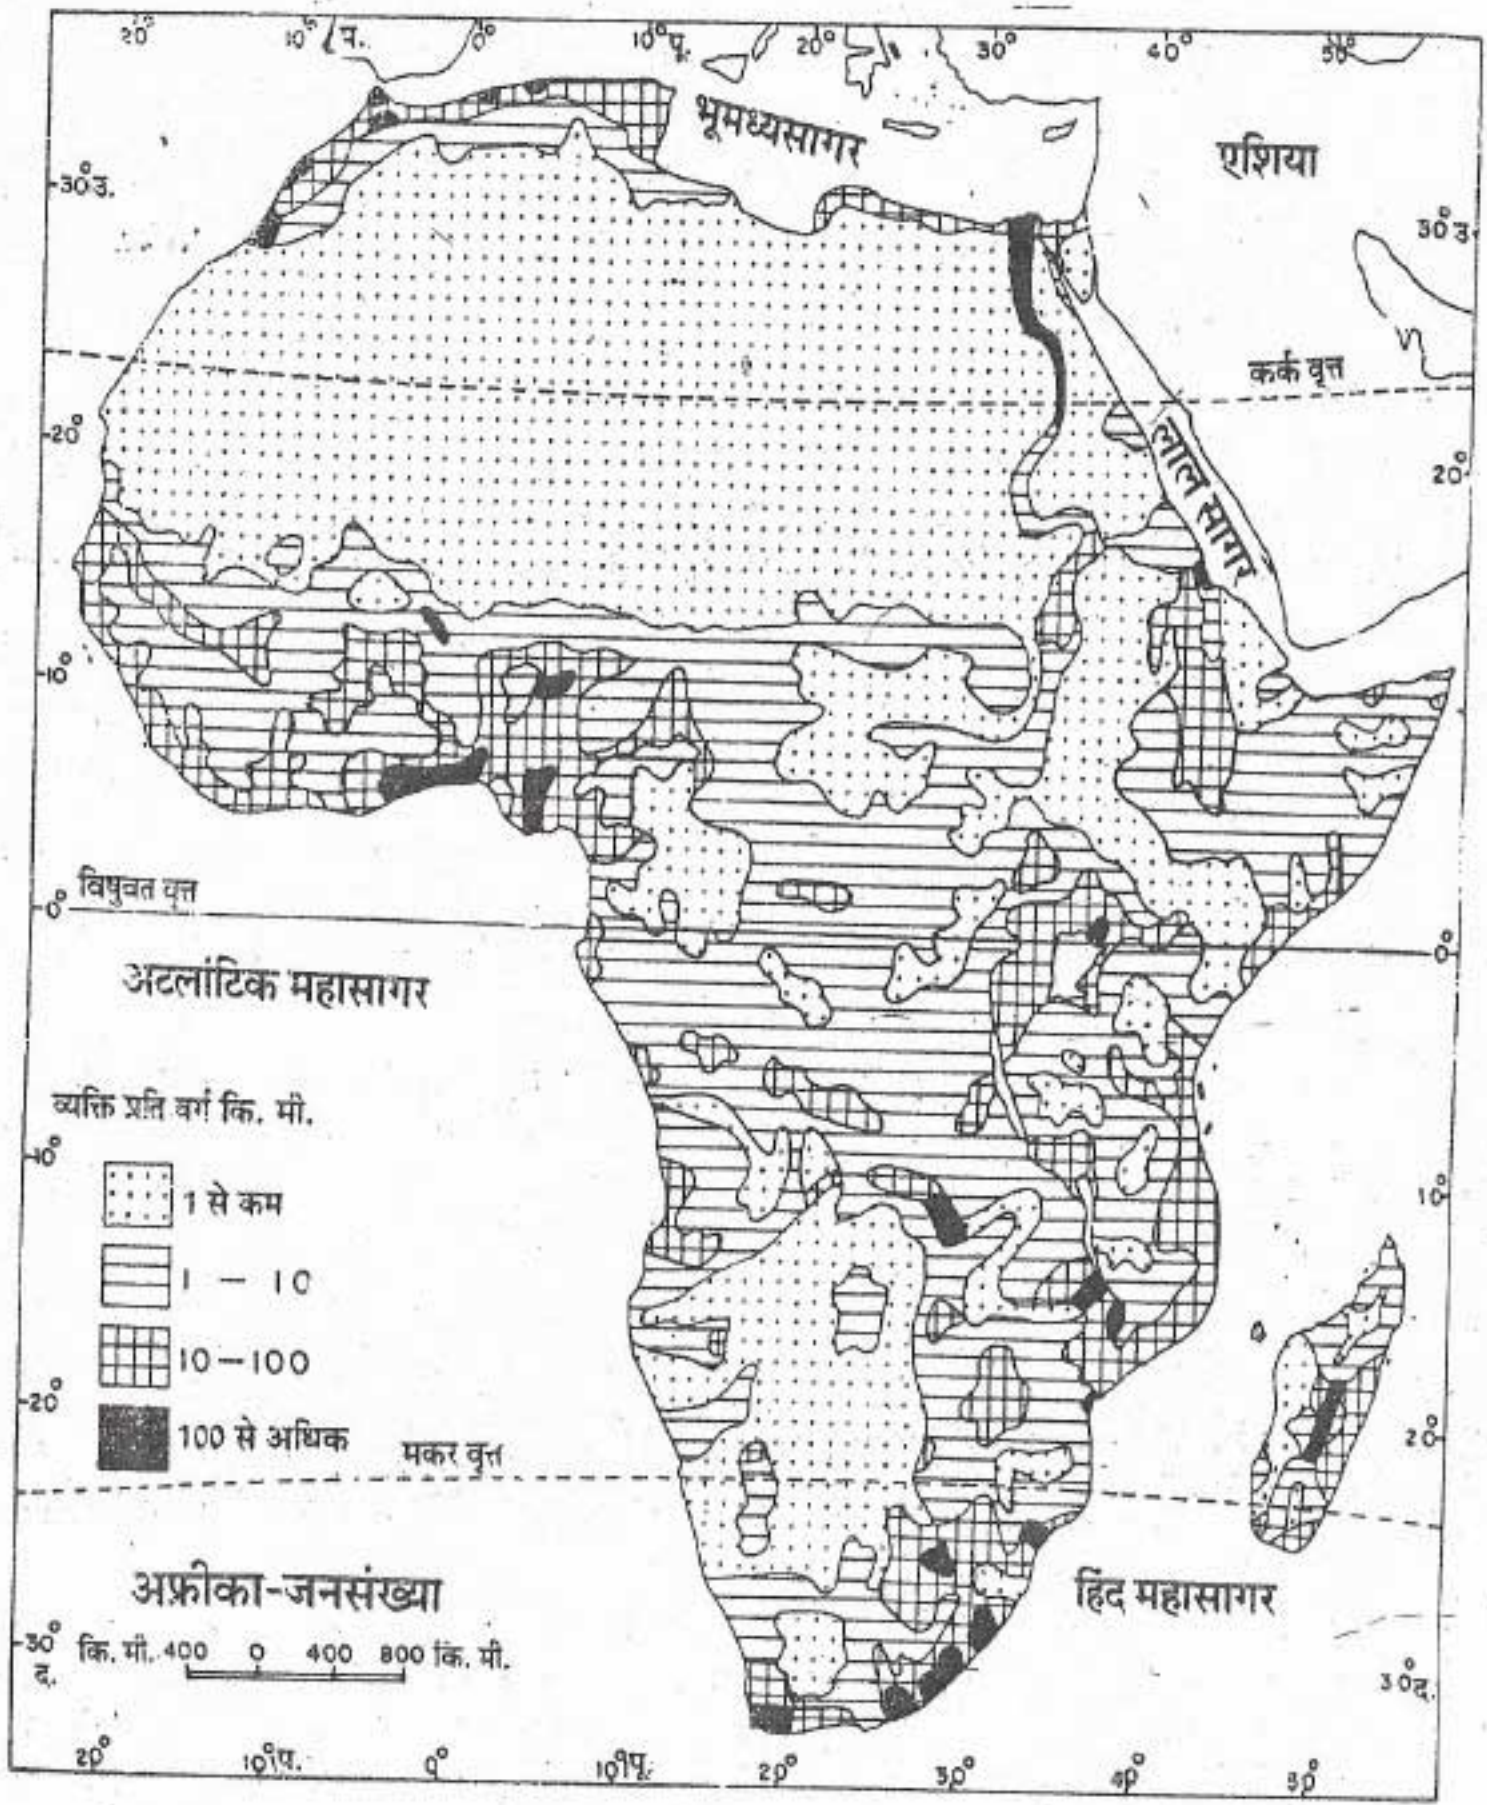 20° 10° प. 0° 10° पू. 20° 30° 40° 50°
भूमध्यसागर
एशिया
30° उ.
30° उ
कर्क वृत्त
20°
लाल सागर
20°
10°
विषुवत वृत्त
0°
0°
अटलांटिक महासागर
व्यक्ति प्रति वर्ग कि. मी.
10°
1 से कम
10°
1 - 10
10-100
20°
100 से अधिक
20°
मकर वृत्त
अफ्रीका-जनसंख्या
हिंद महासागर
30° द.
कि. मी. 400 0 400 800 कि. मी.
30° द.
20° 10° प. 0° 10° पू. 20° 30° 40° 50°